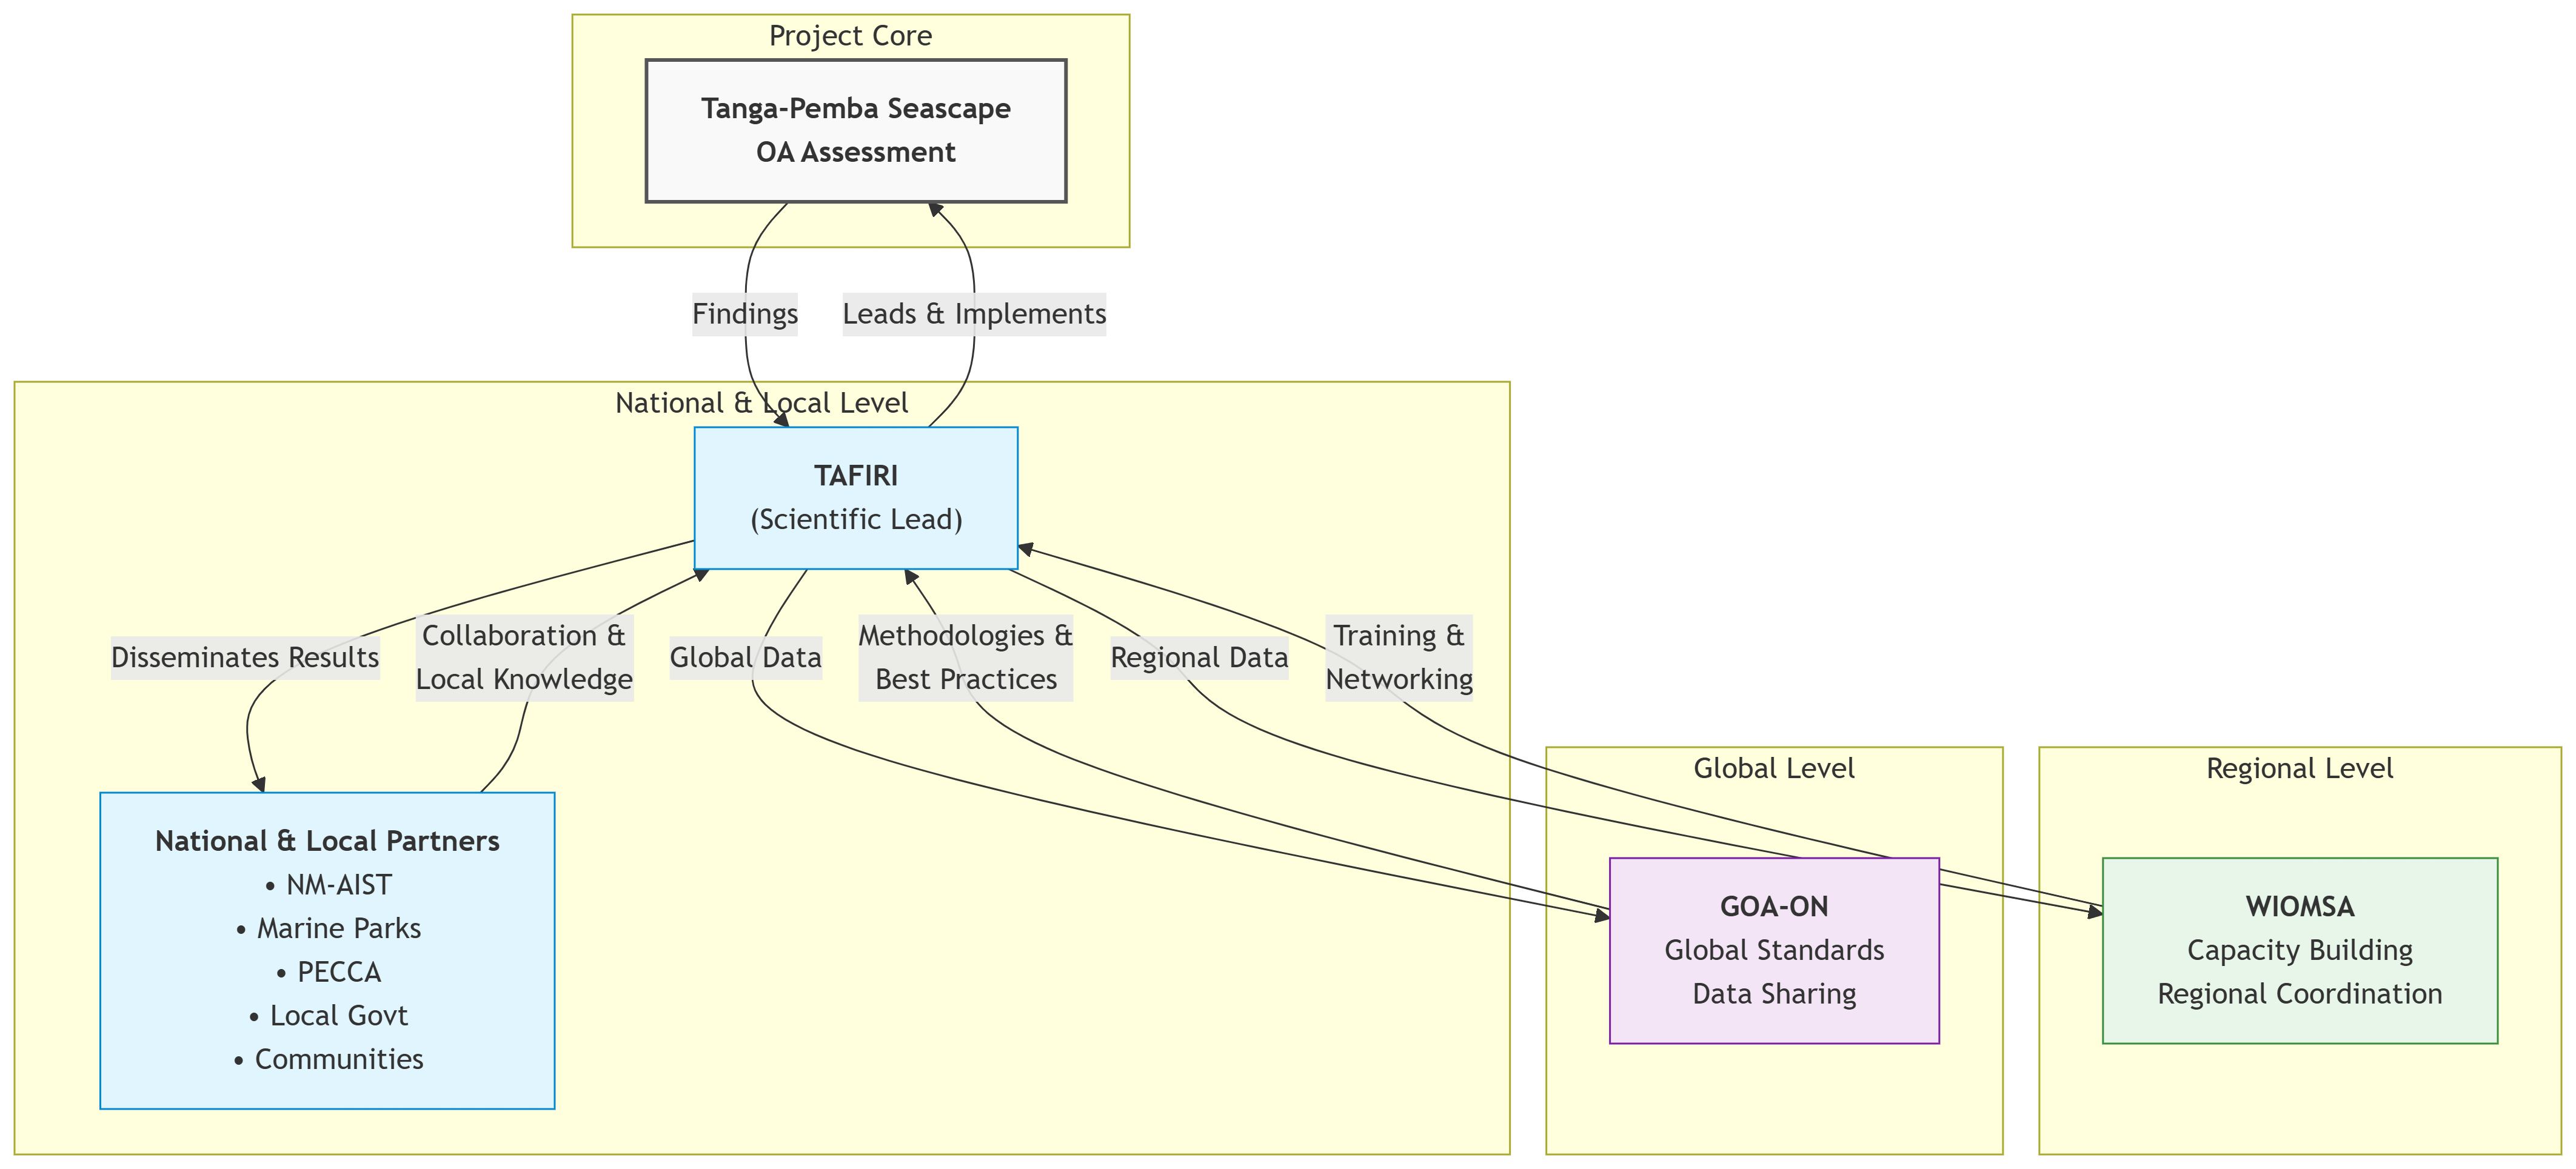 Project Core
Tanga-Pemba Seascape
OA Assessment
Findings
Leads & Implements
National & Local Level
TAFIRI
(Scientific Lead)
Disseminates Results
Collaboration &
Local Knowledge
Global Data
Methodologies &
Best Practices
Regional Data
Training &
Networking
National & Local Partners
• NM-AIST
• Marine Parks
• PECCA
• Local Govt
• Communities
Global Level
GOA-ON
Global Standards
Data Sharing
Regional Level
WIOMSA
Capacity Building
Regional Coordination